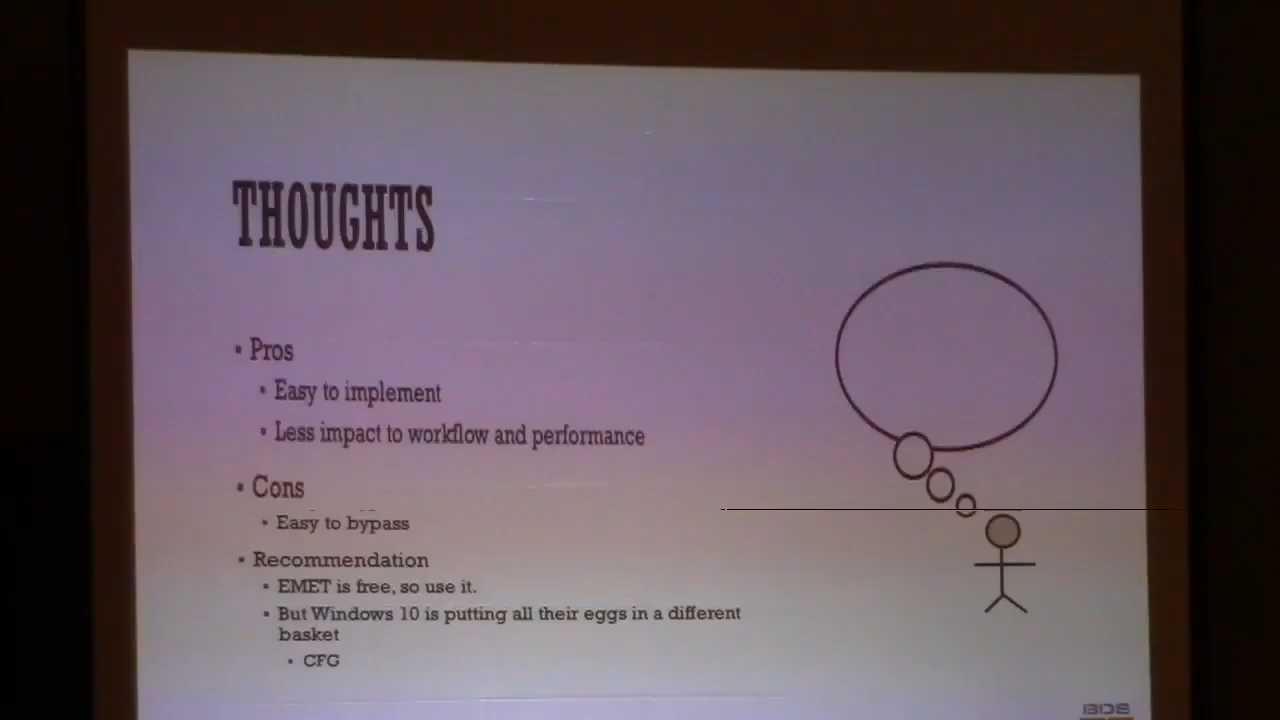 THOUGHTS
▪ Pros
▪ Easy to implement
▪ Less impact to workflow and performance
▪ Cons
▪ Easy to bypass
▪ Recommendation
▪ EMET is free, so use it.
▪ But Windows 10 is putting all their eggs in a different
basket
▪ CFG